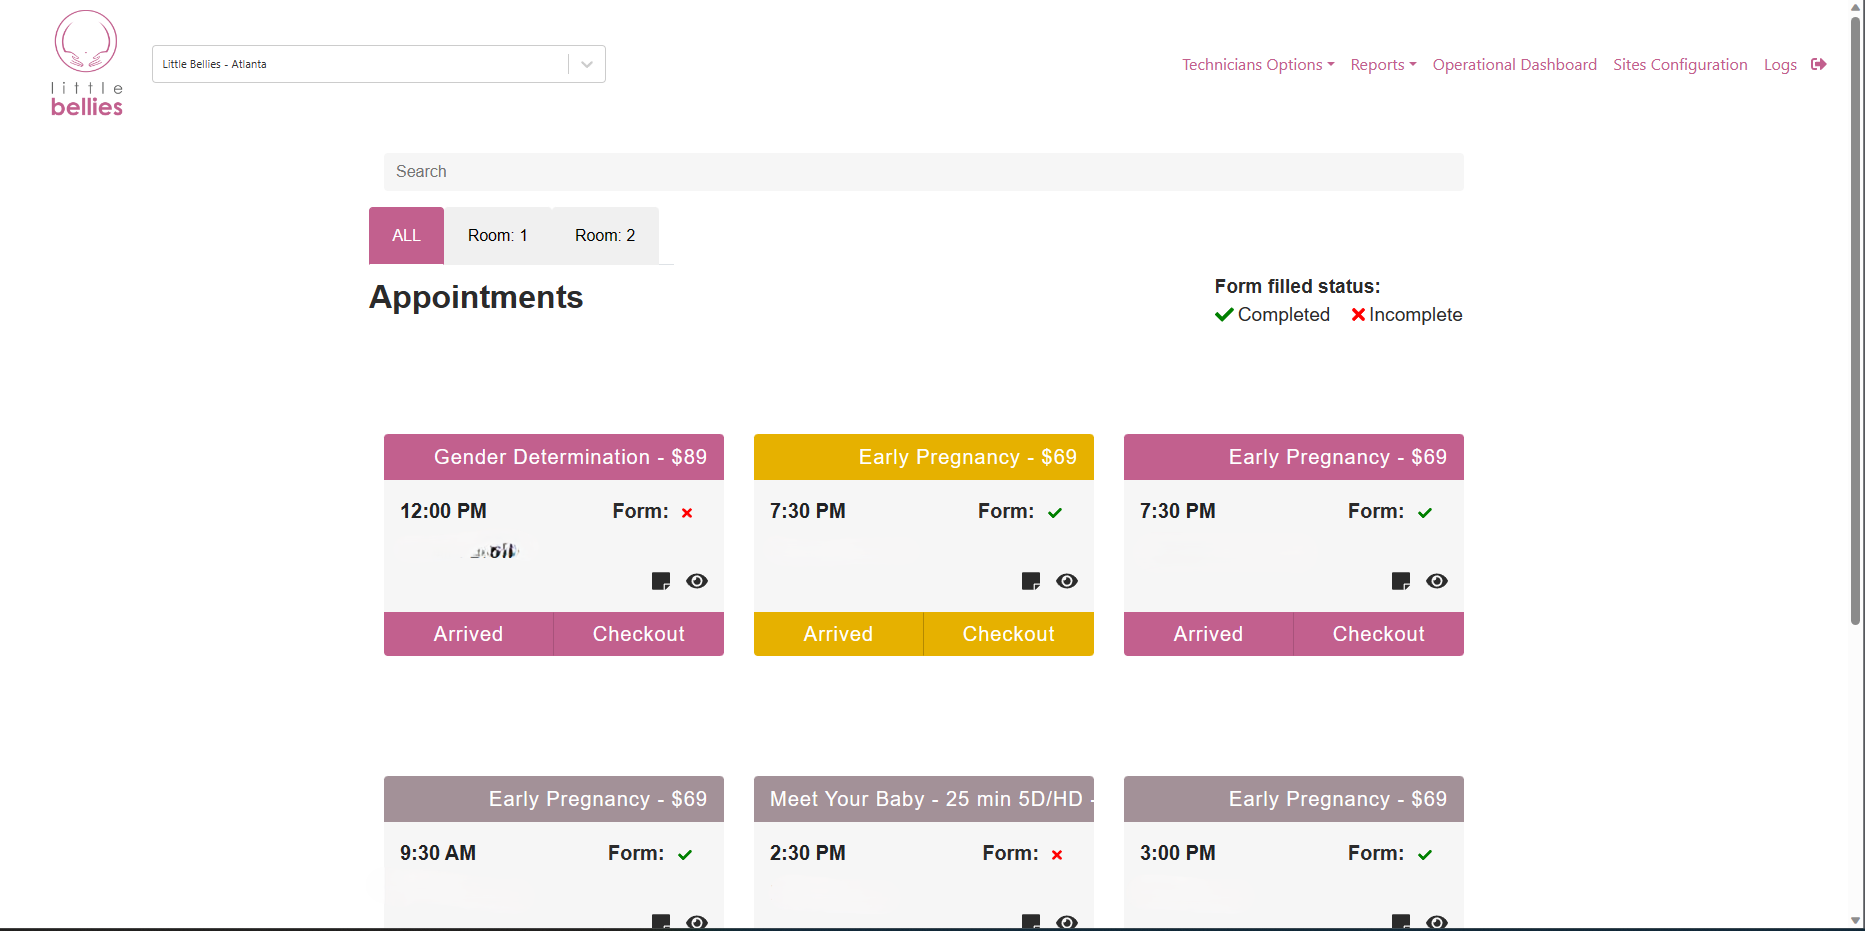 little
bellies
Little Bellies - Atlanta
Technicians Options Reports Operational Dashboard Sites Configuration Logs
Search
ALL Room: 1 Room: 2
Appointments
Form filled status:
Completed Incomplete
Gender Determination - $89
12:00 PM Form:
Arrived Checkout
Early Pregnancy - $69
7:30 PM Form:
Arrived Checkout
Early Pregnancy - $69
7:30 PM Form:
Arrived Checkout
Early Pregnancy - $69
9:30 AM Form:
Meet Your Baby - 25 min 5D/HD -
2:30 PM Form:
Early Pregnancy - $69
3:00 PM Form: